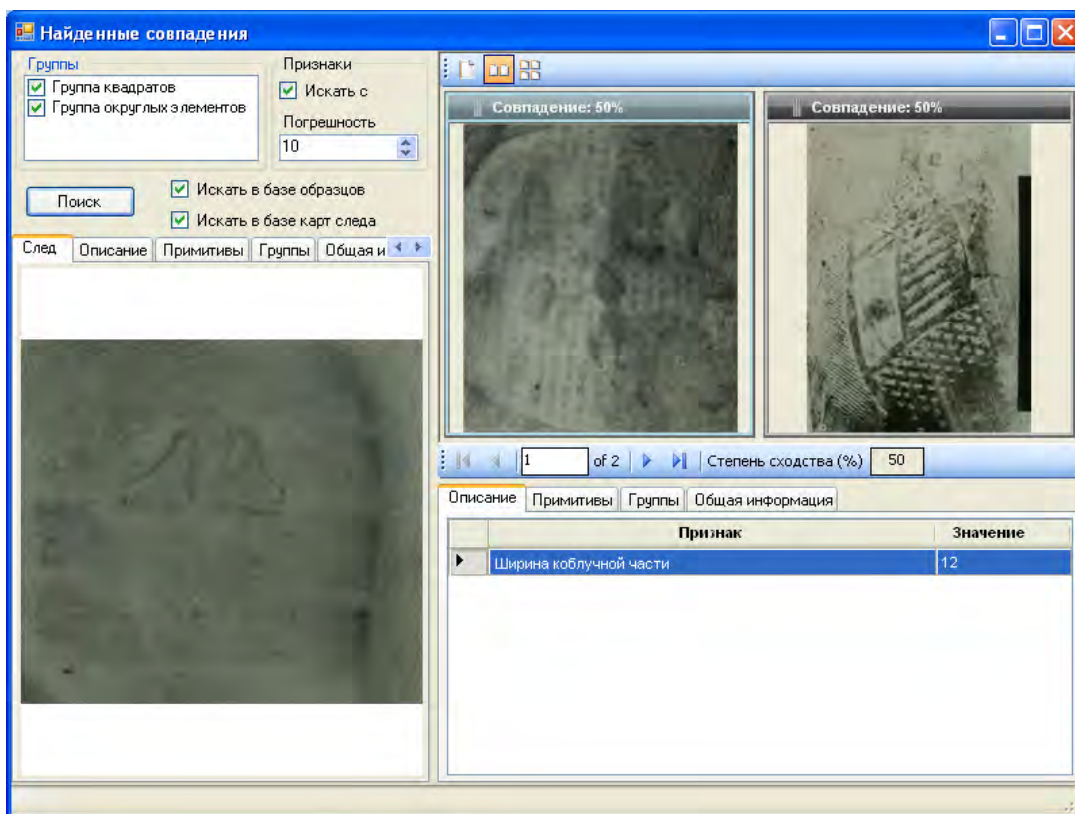 Найденные совпадения
Группы
Группа квадратов
Группа округлых элементов
Признаки
Искать с
Погрешность
10
Поиск
Искать в базе образцов
Искать в базе карт следа
След Описание Примитивы Группы Общая и
Совпадение: 50%
Совпадение: 50%
1 of 2 Степень сходства (%) 50
Описание Примитивы Группы Общая информация
Признак Значение
Ширина коблучной части 12